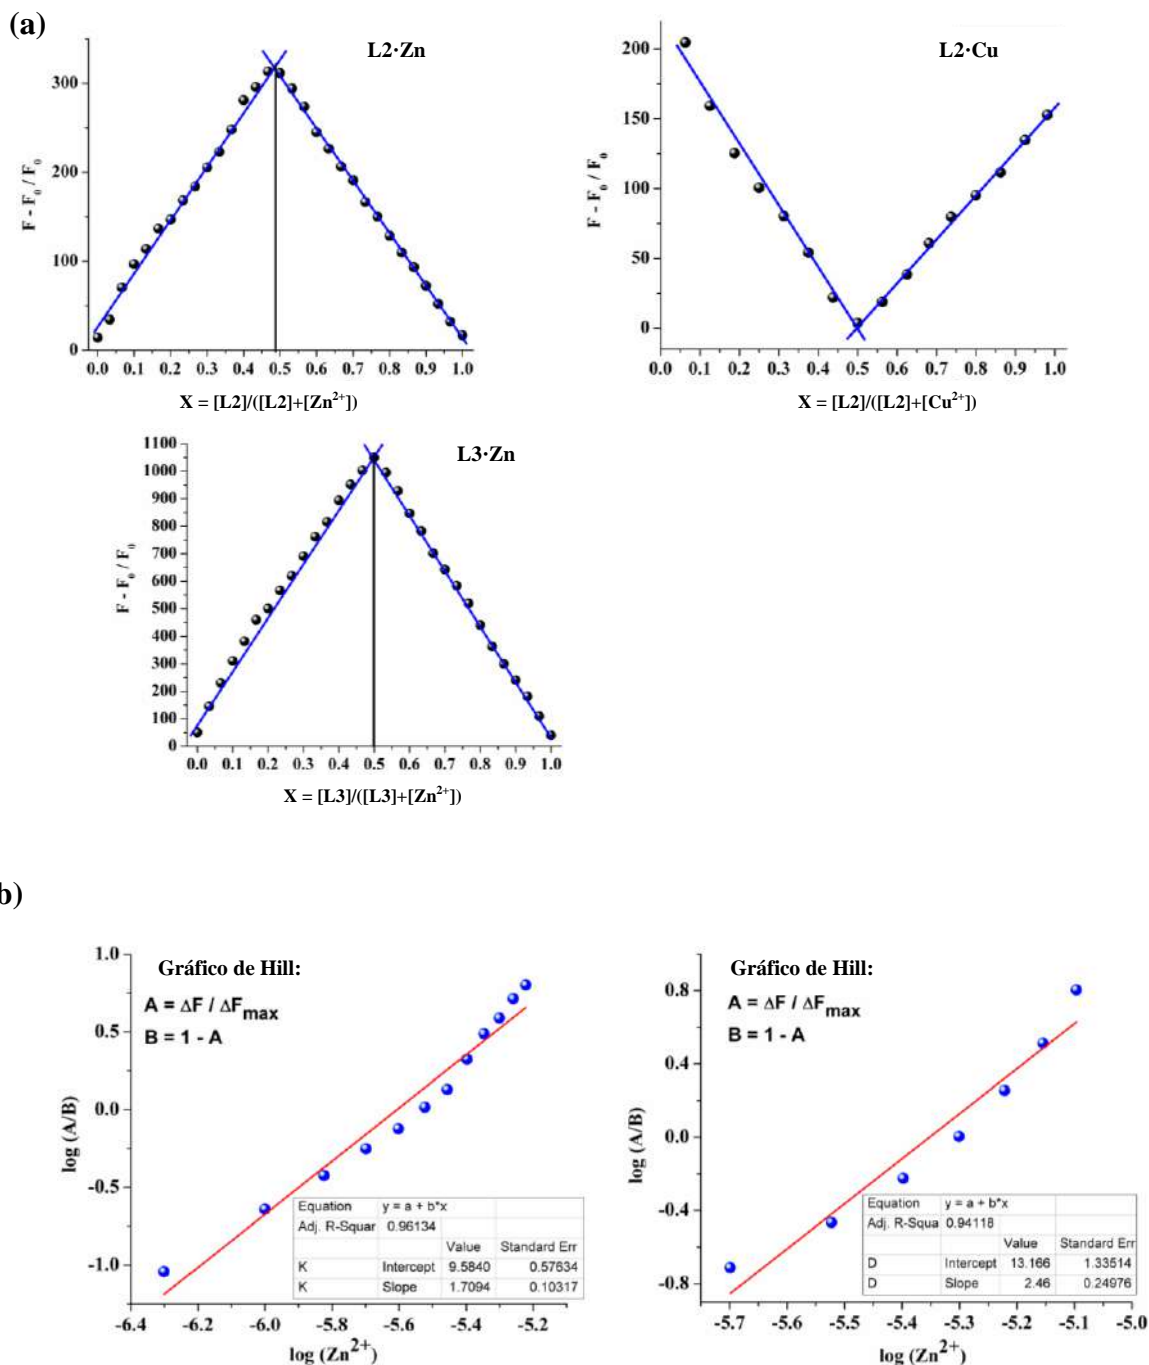 (a)
L2·Zn
F - F0 / F0
300
200
100
0
0.0 0.1 0.2 0.3 0.4 0.5 0.6 0.7 0.8 0.9 1.0
X = [L2]/([L2]+[Zn2+])
L2·Cu
F - F0 / F0
200
150
100
50
0
0.0 0.1 0.2 0.3 0.4 0.5 0.6 0.7 0.8 0.9 1.0
X = [L2]/([L2]+[Cu2+])
L3·Zn
F - F0 / F0
1100
1000
900
800
700
600
500
400
300
200
100
0
0.0 0.1 0.2 0.3 0.4 0.5 0.6 0.7 0.8 0.9 1.0
X = [L3]/([L3]+[Zn2+])
b)
Gráfico de Hill:
A = ΔF / ΔFmax
B = 1 - A
log (A/B)
1.0
0.5
0.0
-0.5
-1.0
Equation y = a + b*x
Adj. R-Squar 0.96134
Value Standard Err
K Intercept 9.5840 0.57634
K Slope 1.7094 0.10317
-6.4 -6.2 -6.0 -5.8 -5.6 -5.4 -5.2
log (Zn2+)
Gráfico de Hill:
A = ΔF / ΔFmax
B = 1 - A
log (A/B)
0.8
0.4
0.0
-0.4
-0.8
Equation y = a + b*x
Adj. R-Squa 0.94118
Value Standard Err
D Intercept 13.166 1.33514
D Slope 2.46 0.24976
-5.7 -5.6 -5.5 -5.4 -5.3 -5.2 -5.1 -5.0
log (Zn2+)